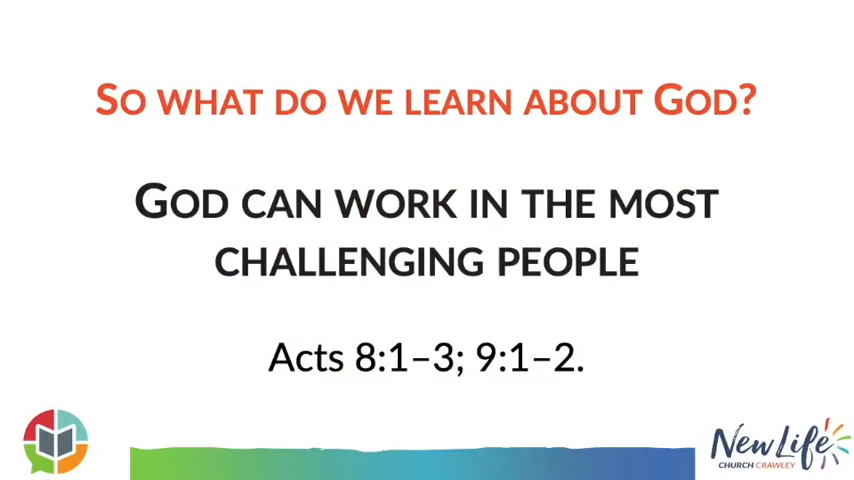 So what do we learn about God?
God can work in the most
challenging people
Acts 8:1–3; 9:1–2.
New Life
CHURCH CRAWLEY